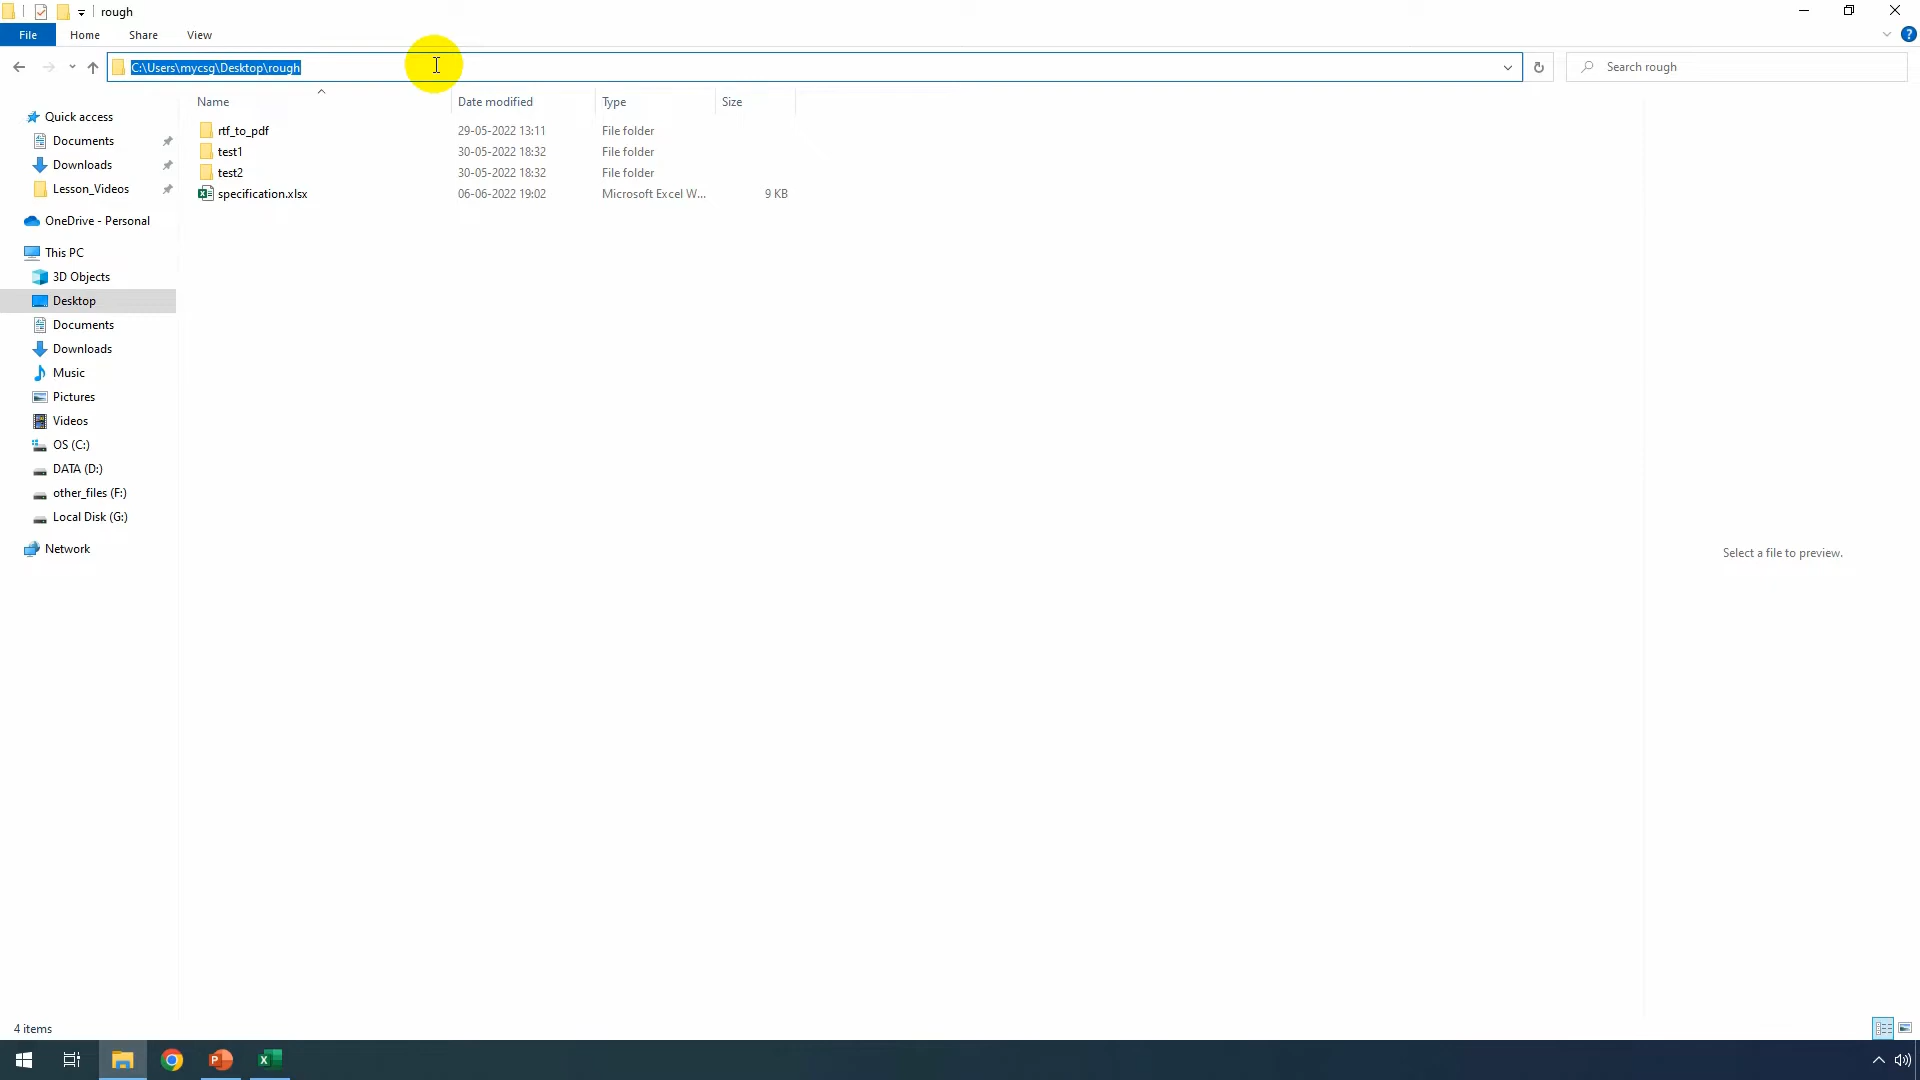 rough
File Home Share View
C:\Users\mycsg\Desktop\rough
Search rough
Name Date modified Type Size
rtf_to_pdf 29-05-2022 13:11 File folder
test1 30-05-2022 18:32 File folder
test2 30-05-2022 18:32 File folder
specification.xlsx 06-06-2022 19:02 Microsoft Excel W... 9 KB
Quick access
Documents
Downloads
Lesson_Videos
OneDrive - Personal
This PC
3D Objects
Desktop
Documents
Downloads
Music
Pictures
Videos
OS (C:)
DATA (D:)
other_files (F:)
Local Disk (G:)
Network
Select a file to preview.
4 items